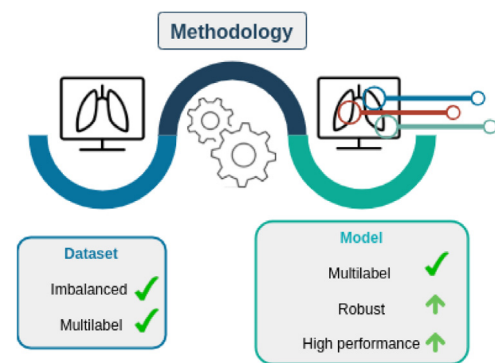 Methodology
Dataset
Imbalanced
Multilabel
Model
Multilabel
Robust
High performance